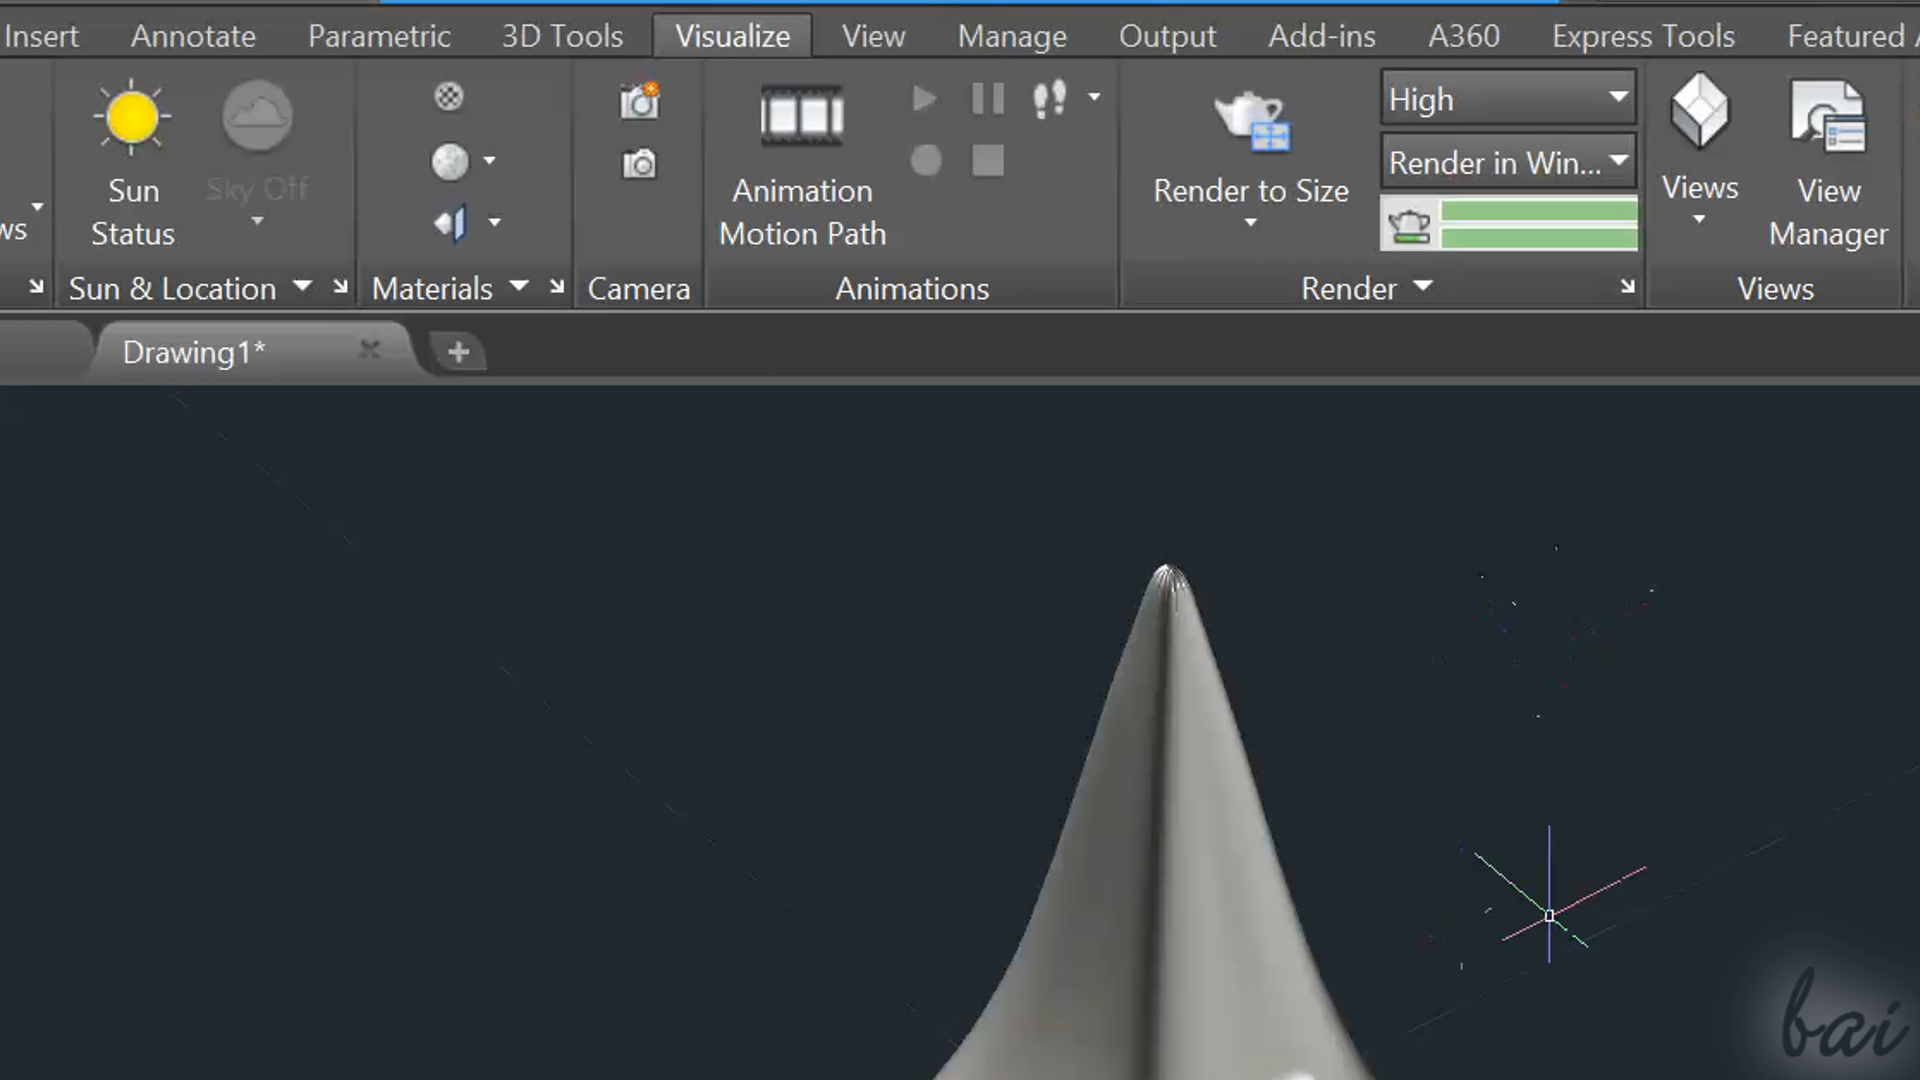 Insert Annotate Parametric 3D Tools Visualize View Manage Output Add-ins A360 Express Tools Featured
High
Render in Win...
Sun Status
Sky Off
Animation Motion Path
Render to Size
Views
View Manager
ws
Sun & Location Materials Camera Animations Render Views
Drawing1*
bai